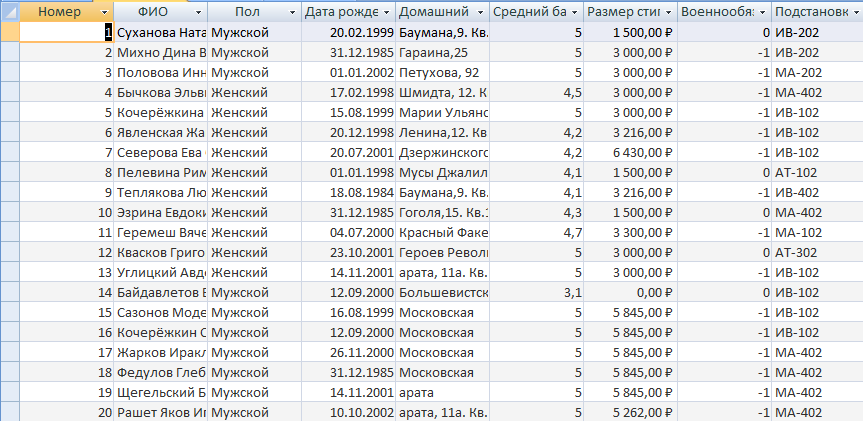 Номер ФИО Пол Дата рожде Домашний Средний ба Размер стиг Военнообяз Подстановк
1 Суханова Ната Мужской 20.02.1999 Баумана,9. Кв. 5 1 500,00 ₽ 0 ИВ-202
2 Михно Дина В Мужской 31.12.1985 Гараина,25 5 3 000,00 ₽ -1 ИВ-202
3 Половова Инн Мужской 01.01.2002 Петухова, 92 5 3 000,00 ₽ -1 МА-202
4 Бычкова Эльв Женский 17.02.1998 Шмидта, 12. К 4,5 3 000,00 ₽ -1 МА-402
5 Кочерёжкина Женский 15.08.1999 Марии Ульянс 5 3 000,00 ₽ -1 ИВ-102
6 Явленская Жа Женский 20.12.1998 Ленина,12. Кв 4,2 3 216,00 ₽ -1 ИВ-102
7 Северова Ева Женский 20.07.2001 Дзержинского 4,2 6 430,00 ₽ -1 ИВ-102
8 Пелевина Рим Женский 01.01.1998 Мусы Джалил 4,1 1 500,00 ₽ 0 АТ-102
9 Теплякова Лю Женский 18.08.1984 Баумана,9. Кв. 4,1 3 216,00 ₽ -1 ИВ-402
10 Эзрина Евдоки Женский 31.12.1985 Гоголя,15. Кв.1 4,3 1 500,00 ₽ 0 МА-402
11 Геремеш Вяче Женский 04.07.2000 Красный Факе 4,7 3 300,00 ₽ -1 МА-102
12 Квасков Григо Женский 23.10.2001 Героев Револ 5 3 000,00 ₽ 0 АТ-302
13 Углицкий Авд Женский 14.11.2001 арата, 11а. Кв. 5 3 000,00 ₽ -1 ИВ-102
14 Байдавлетов Мужской 12.09.2000 Большевистск 3,1 0,00 ₽ 0 ИВ-102
15 Сазонов Моде Мужской 16.08.1999 Московская 5 5 845,00 ₽ -1 ИВ-102
16 Кочерёжкин С Мужской 12.09.2000 Московская 5 5 845,00 ₽ -1 ИВ-102
17 Жарков Иракл Мужской 26.11.2000 Московская 5 5 845,00 ₽ -1 МА-402
18 Федулов Глеб Мужской 31.12.1985 Московская 5 5 845,00 ₽ -1 МА-402
19 Щегельский Б Мужской 14.11.2001 арата 5 5 845,00 ₽ -1 МА-402
20 Рашет Яков Иг Мужской 10.10.2002 арата, 11а. Кв. 5 5 262,00 ₽ -1 МА-402